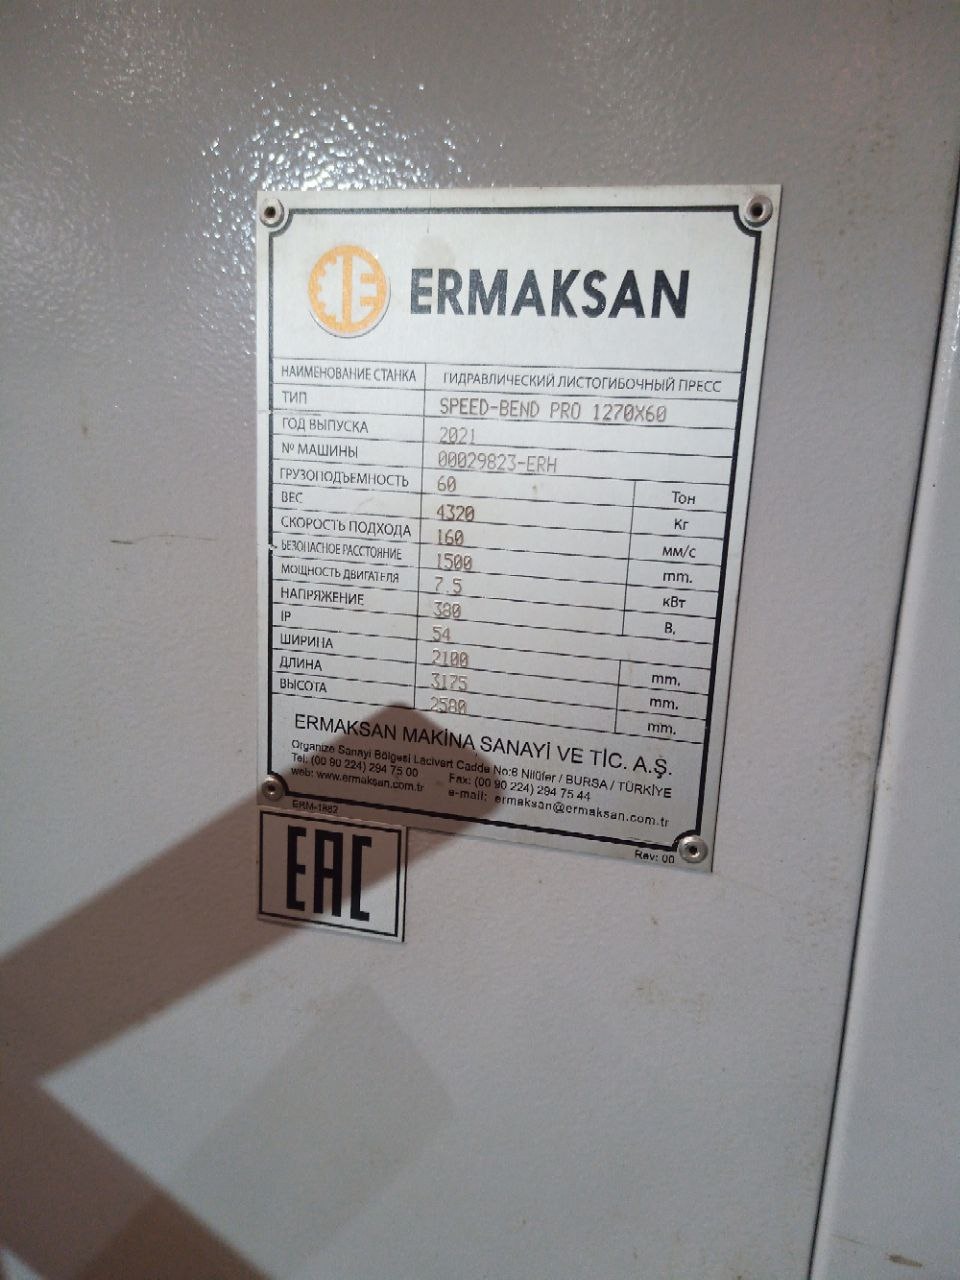 ERMAKSAN
НАИМЕНОВАНИЕ СТАНКА ГИДРАВЛИЧЕСКИЙ ЛИСТОГИБОЧНЫЙ ПРЕСС
ТИП SPEED-BEND PRO 1270X60
ГОД ВЫПУСКА 2021
№ МАШИНЫ 00029823-ERH
ГРУЗОПОДЪЕМНОСТЬ 60 Тон
ВЕС 4320 Кг
СКОРОСТЬ ПОДХОДА 160 мм/с
БЕЗОПАСНОЕ РАССТОЯНИЕ 1500 mm.
МОЩНОСТЬ ДВИГАТЕЛЯ 7.5 кВт
НАПРЯЖЕНИЕ 380 В,
IP 54
ШИРИНА 2100 mm.
ДЛИНА 3175 mm.
ВЫСОТА 2580 mm.
ERMAKSAN MAKİNA SANAYİ VE TİC. A.Ş.
Organize Sanayi Bölgesi Lacivert Cadde No:6 Nilüfer / BURSA / TÜRKİYE
Tel: (00 90 224) 294 75 00 Fax: (00 90 224) 294 75 44
web: www.ermaksan.com.tr e-mail: ermaksan@ermaksan.com.tr
ERM-1882 Rev: 00
EAC